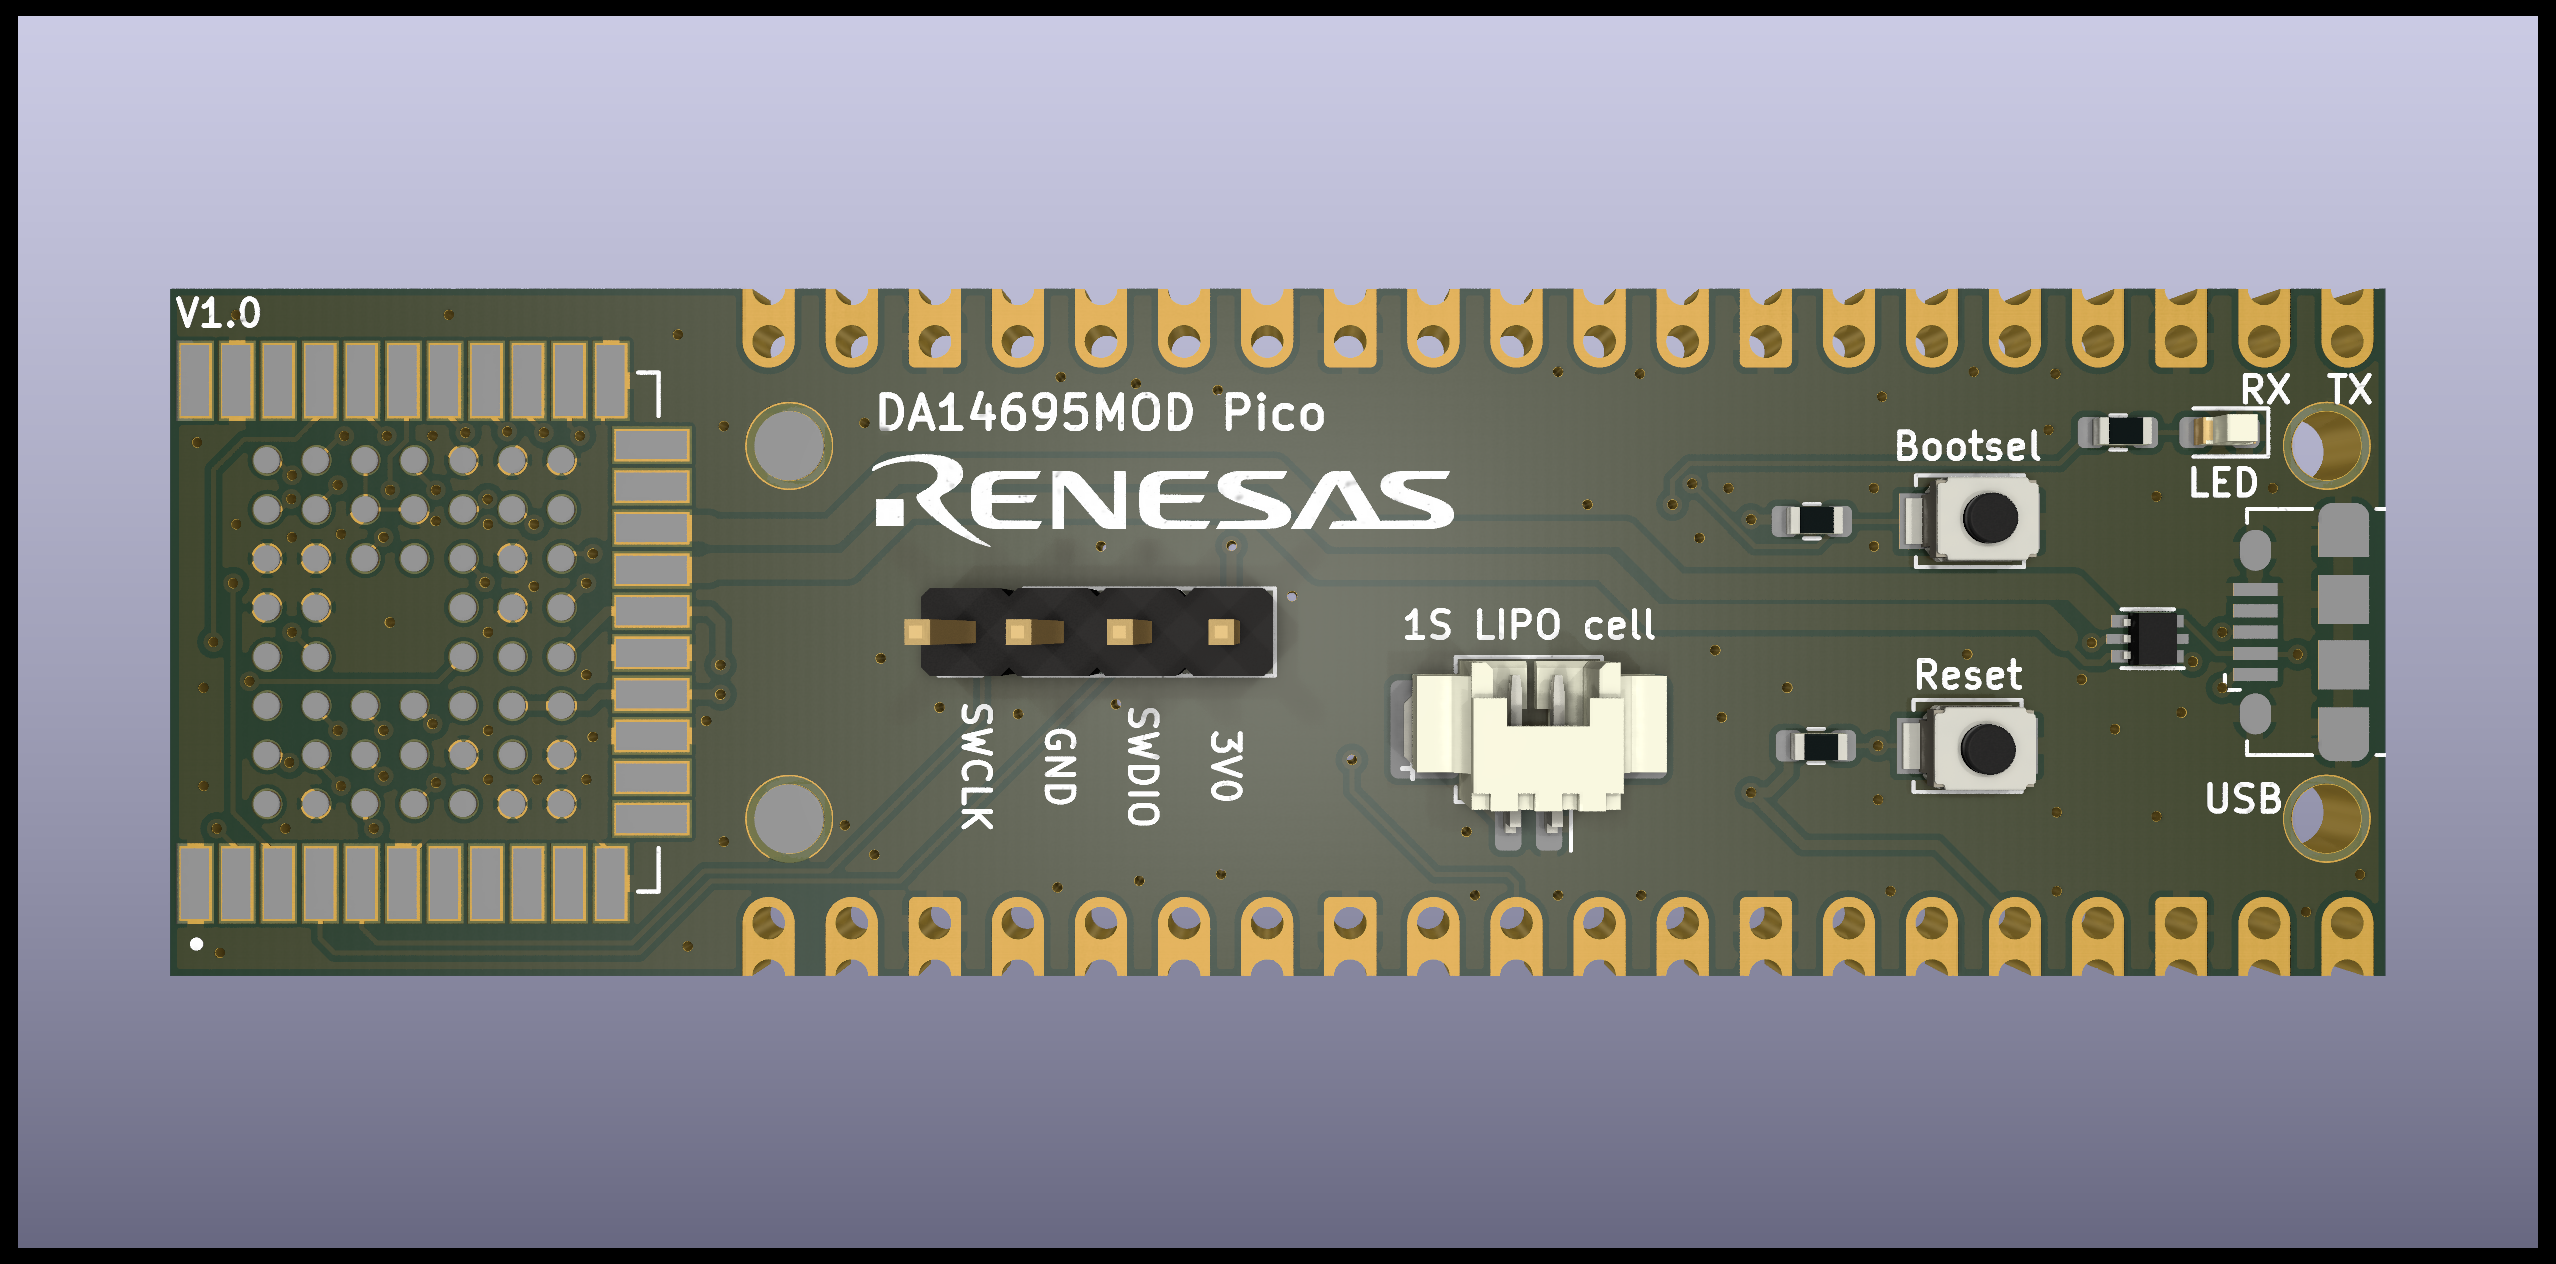 V1.0
RX TX
DA14695MOD Pico
RENESAS
Bootsel
LED
1S LIPO cell
Reset
SWCLK
GND
SWDIO
3V0
USB